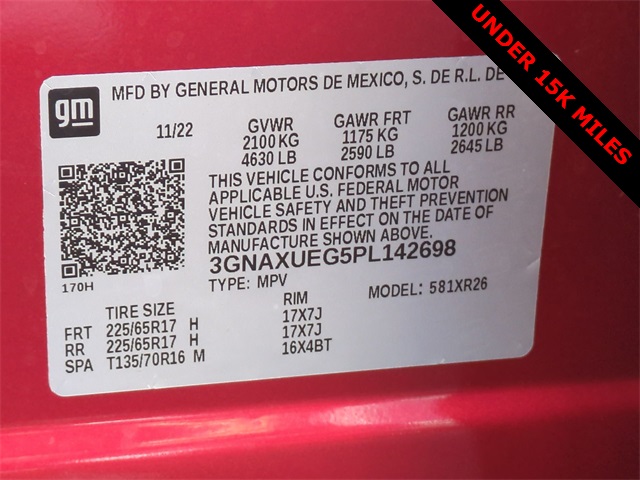 UNDER 15K MILES
gm
MFD BY GENERAL MOTORS DE MEXICO, S. DE R.L. DE
11/22 GVWR GAWR FRT GAWR RR
2100 KG 1175 KG 1200 KG
4630 LB 2590 LB 2645 LB
THIS VEHICLE CONFORMS TO ALL
APPLICABLE U.S. FEDERAL MOTOR
VEHICLE SAFETY AND THEFT PREVENTION
STANDARDS IN EFFECT ON THE DATE OF
MANUFACTURE SHOWN ABOVE.
3GNAXUEG5PL142698
170H
TYPE: MPV MODEL: 581XR26
TIRE SIZE RIM
FRT 225/65R17 H 17X7J
RR 225/65R17 H 17X7J
SPA T135/70R16 M 16X4BT